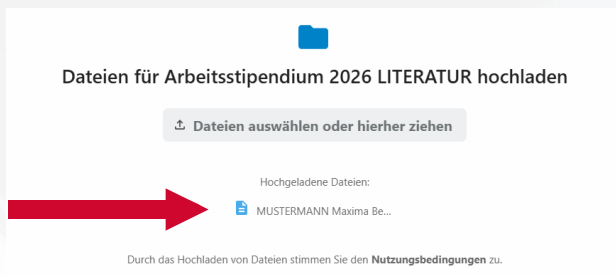 Dateien für Arbeitsstipendium 2026 LITERATUR hochladen
Dateien auswählen oder hierher ziehen
Hochgeladene Dateien:
MUSTERMANN Maxima Be...
Durch das Hochladen von Dateien stimmen Sie den Nutzungsbedingungen zu.